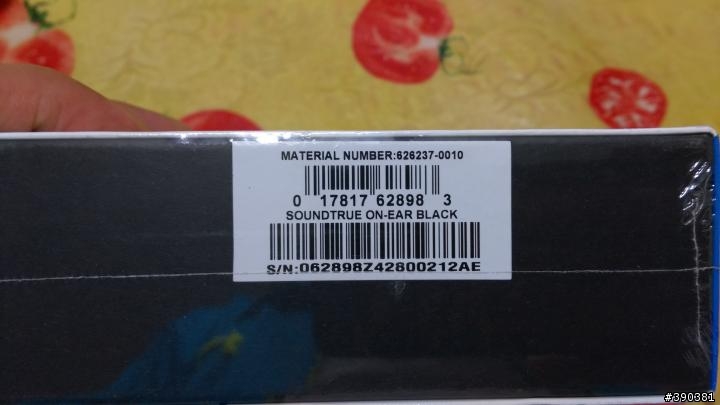 MATERIAL NUMBER:626237-0010
0 17817 62898 3
SOUNDTRUE ON-EAR BLACK
S/N:062898Z42800212AE
#390381